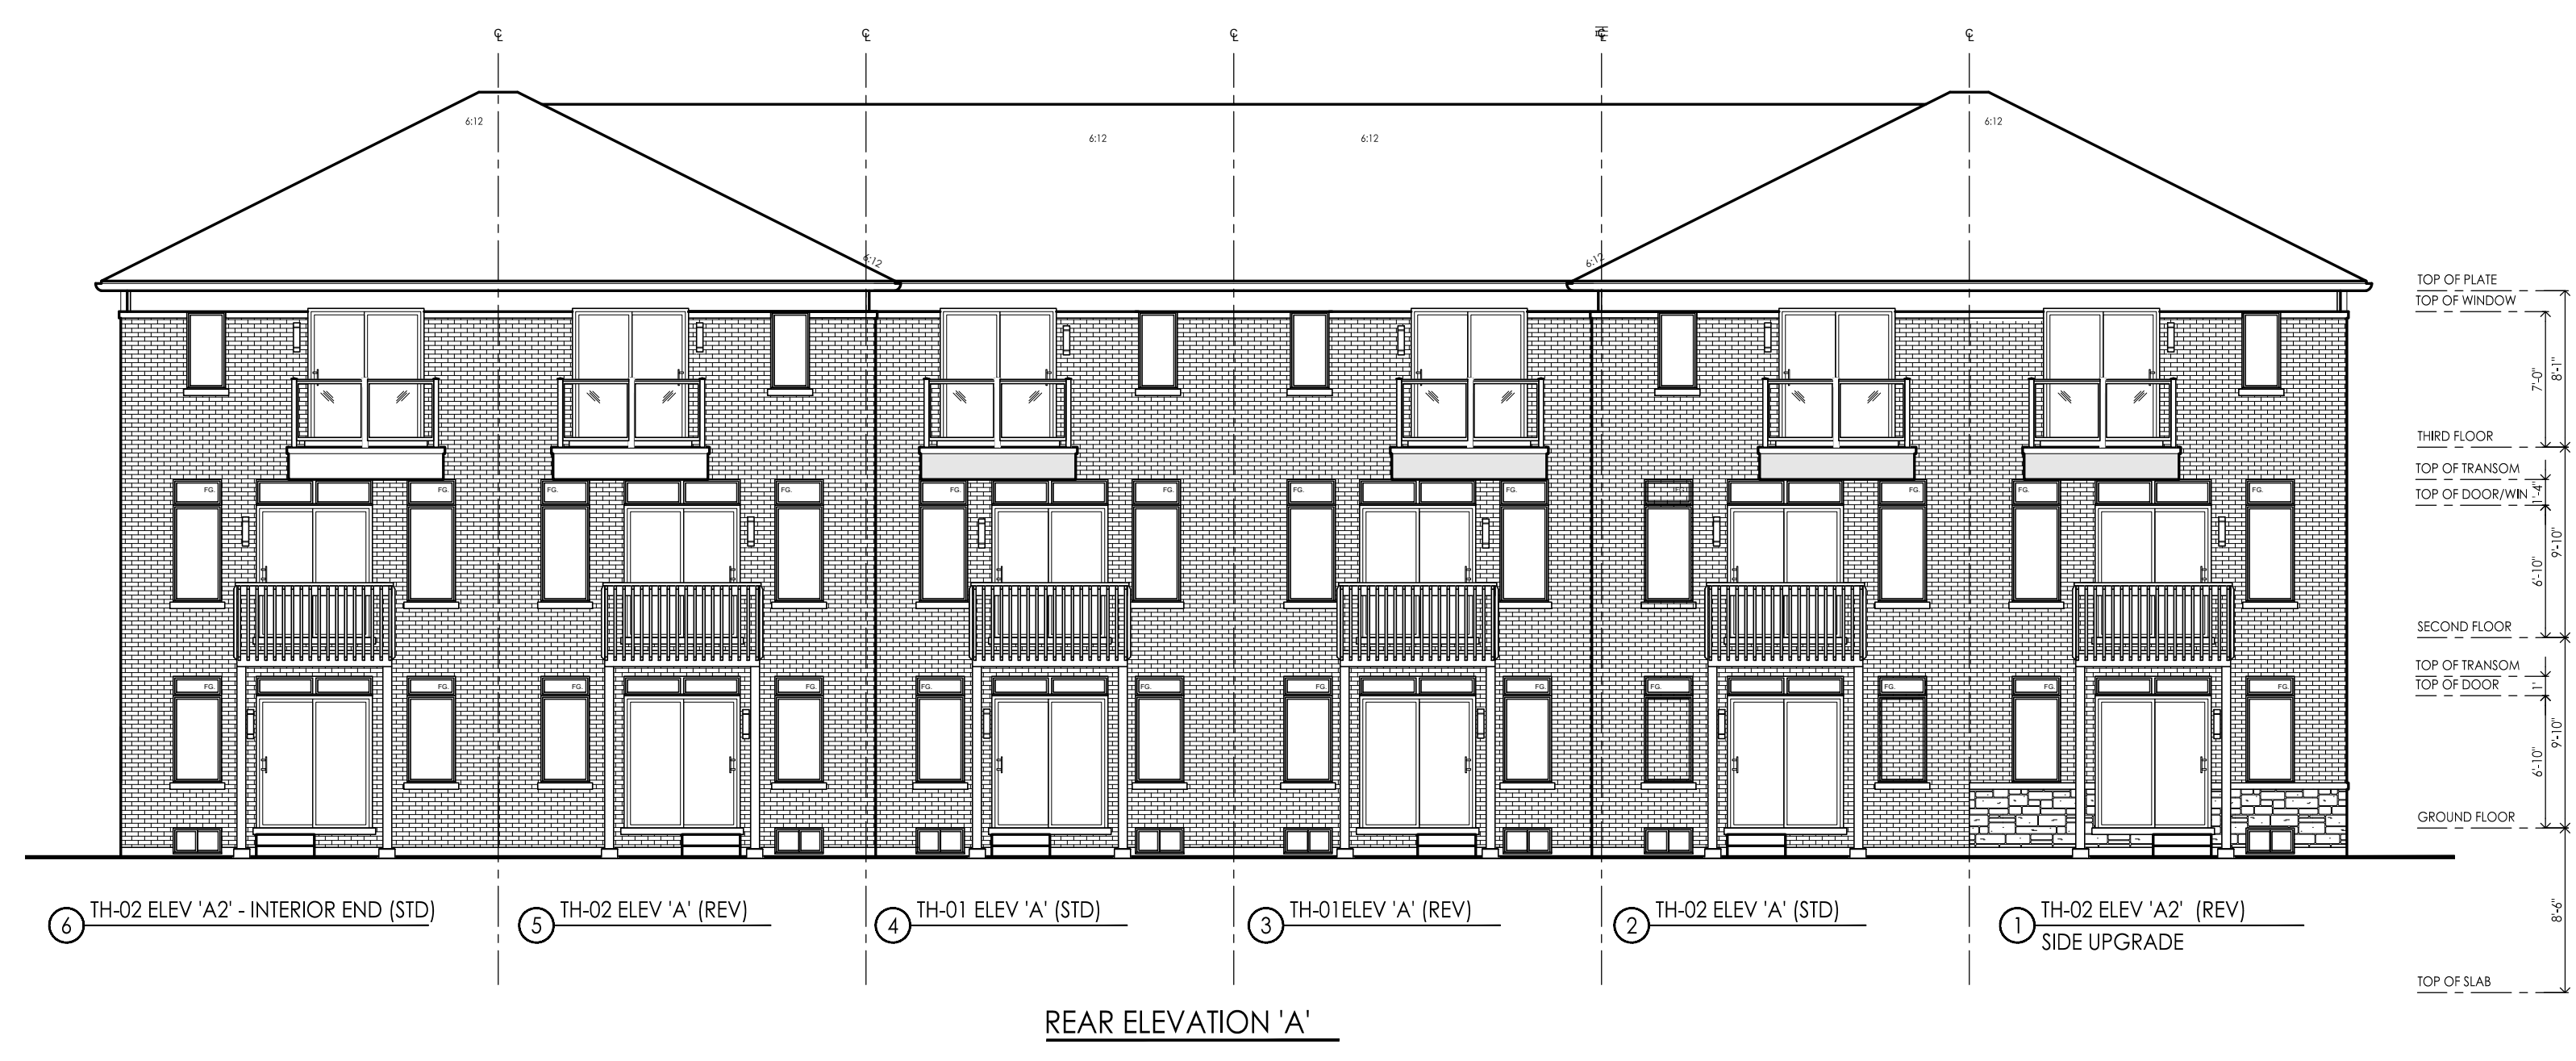 ℄ ℄ ℄ ℄ ℄
6:12 6:12 6:12 6:12
6:12 6:12
TOP OF PLATE
TOP OF WINDOW
7'-0" 8'-1"
THIRD FLOOR
TOP OF TRANSOM
FG. FG. FG. FG. FG. FG. FG. FG. FG. FG. FG.
TOP OF DOOR/WIN 1'-4"
6'-10" 9'-10"
SECOND FLOOR
TOP OF TRANSOM
FG. FG. FG. FG. FG. FG. FG. FG. FG. FG. FG. FG.
TOP OF DOOR 1'
6'-10" 9'-10"
GROUND FLOOR
8'-6"
TOP OF SLAB
6 TH-02 ELEV 'A2' - INTERIOR END (STD)
5 TH-02 ELEV 'A' (REV)
4 TH-01 ELEV 'A' (STD)
3 TH-01ELEV 'A' (REV)
2 TH-02 ELEV 'A' (STD)
1 TH-02 ELEV 'A2' (REV)
SIDE UPGRADE
REAR ELEVATION 'A'